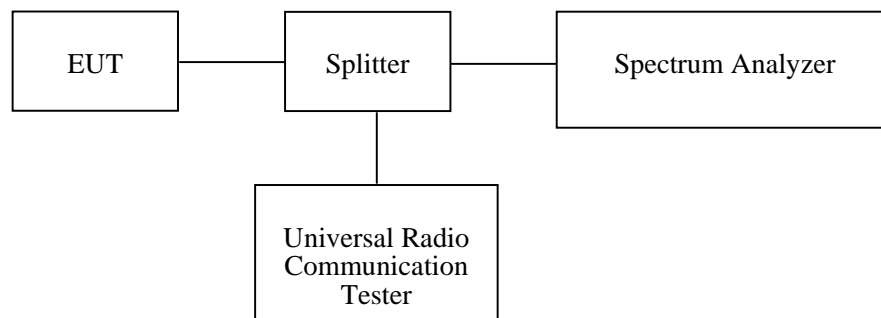 EUT
Splitter
Spectrum Analyzer
Universal Radio
Communication
Tester